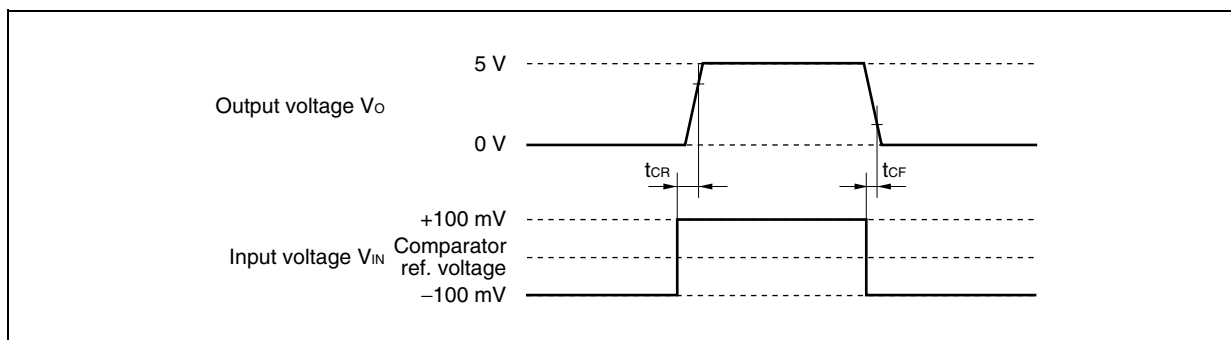 5 V
Output voltage VO
0 V
tCR
tCF
+100 mV
Input voltage VIN
Comparator
ref. voltage
−100 mV